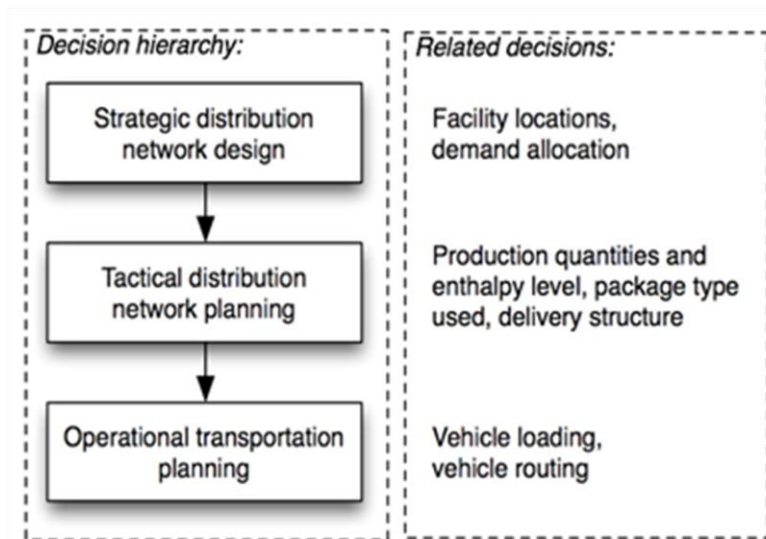 Decision hierarchy:
Strategic distribution
network design
Tactical distribution
network planning
Operational transportation
planning
Related decisions:
Facility locations,
demand allocation
Production quantities and
enthalpy level, package type
used, delivery structure
Vehicle loading,
vehicle routing